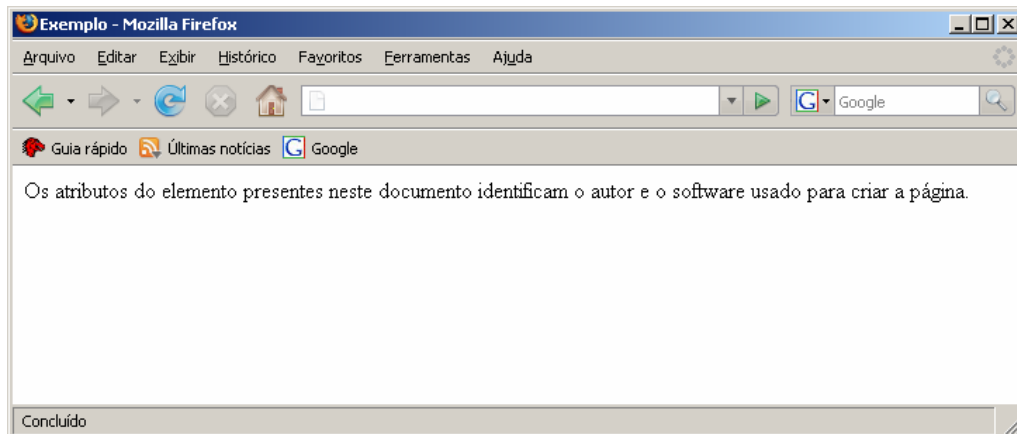 Exemplo - Mozilla Firefox
Arquivo Editar Exibir Histórico Favoritos Ferramentas Ajuda
G Google
Guia rápido Últimas notícias G Google
Os atributos do elemento presentes neste documento identificam o autor e o software usado para criar a página.
Concluído